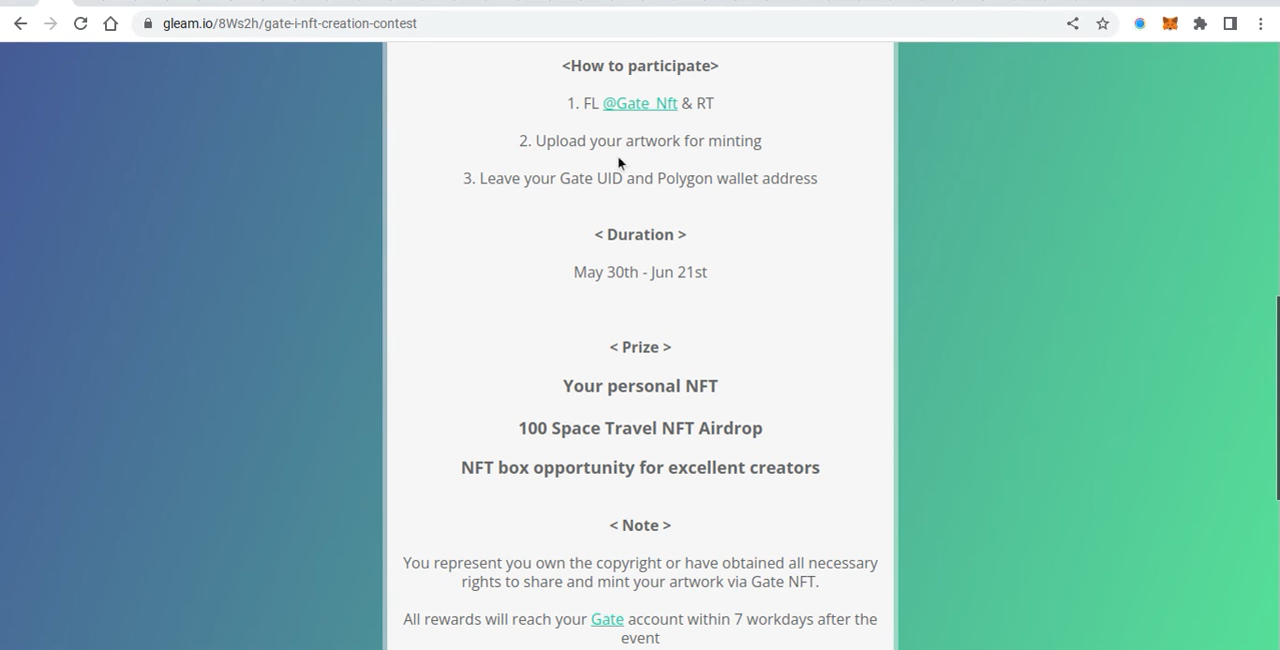 gleam.io/8Ws2h/gate-i-nft-creation-contest
<How to participate>
1. FL @Gate_Nft & RT
2. Upload your artwork for minting
3. Leave your Gate UID and Polygon wallet address
< Duration >
May 30th - Jun 21st
< Prize >
Your personal NFT
100 Space Travel NFT Airdrop
NFT box opportunity for excellent creators
< Note >
You represent you own the copyright or have obtained all necessary
rights to share and mint your artwork via Gate NFT.
All rewards will reach your Gate account within 7 workdays after the
event